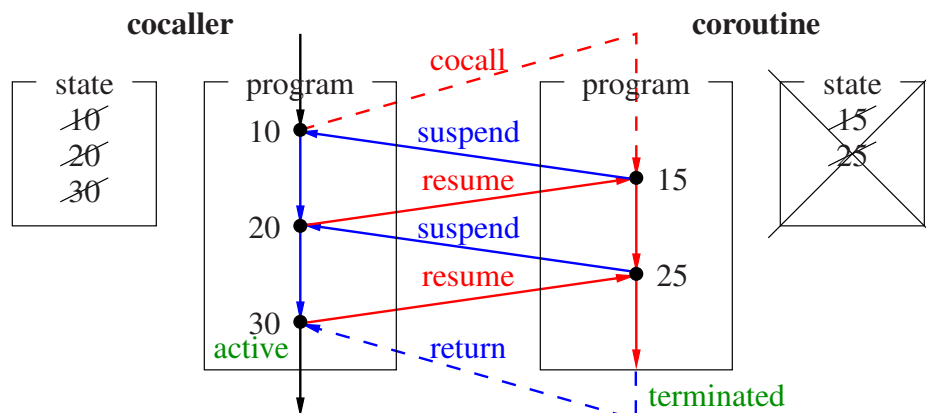 cocaller
coroutine
cocall
state
program
program
state
10
10
suspend
15
20
resume
15
25
30
20
suspend
resume
25
30
active
return
terminated